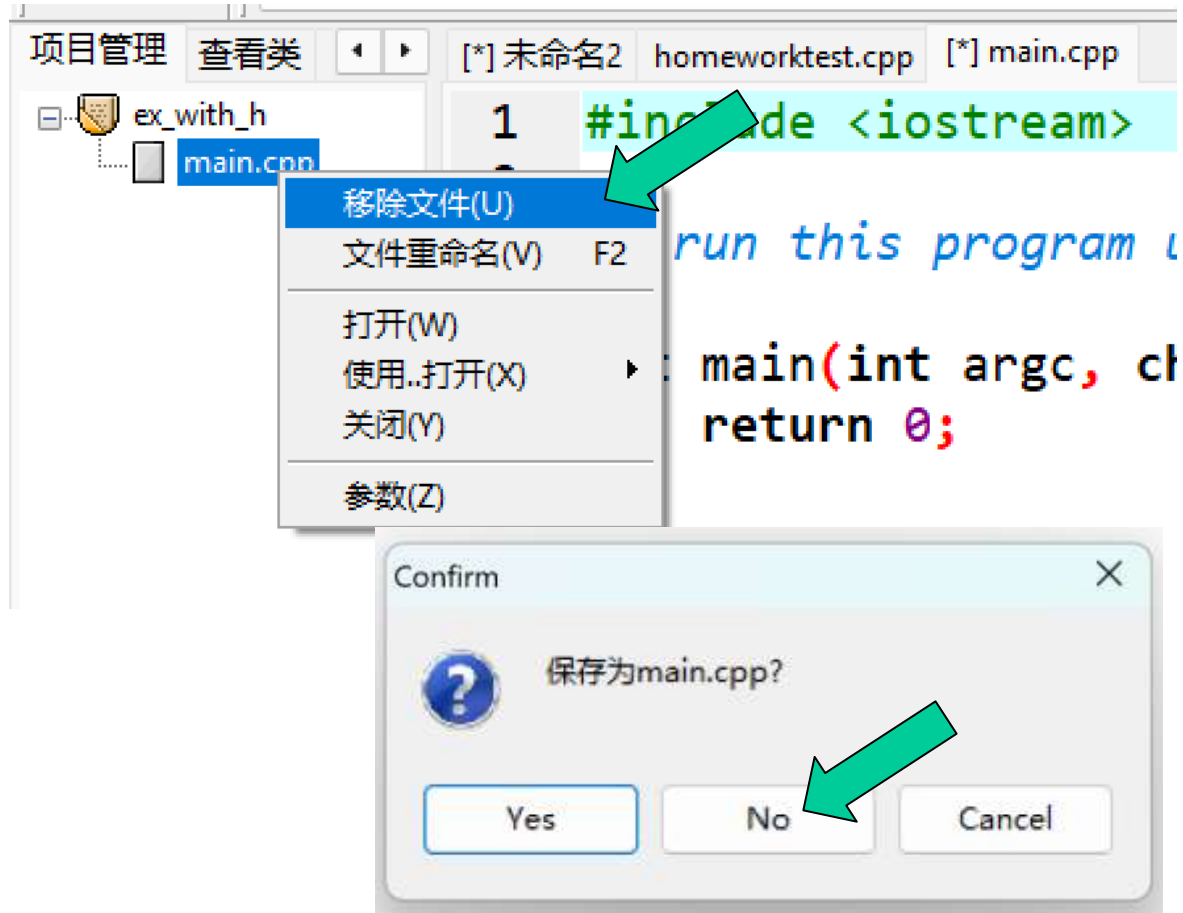 项目管理 查看类 [*] 未命名2 homeworktest.cpp [*] main.cpp
ex_with_h
main.cpp
1 #include <iostream>
移除文件(U)
文件重命名(V) F2
run this program
打开(W)
使用..打开(X)
main(int argc, ch
关闭(Y)
return 0;
参数(Z)
Confirm
保存为main.cpp?
Yes No Cancel